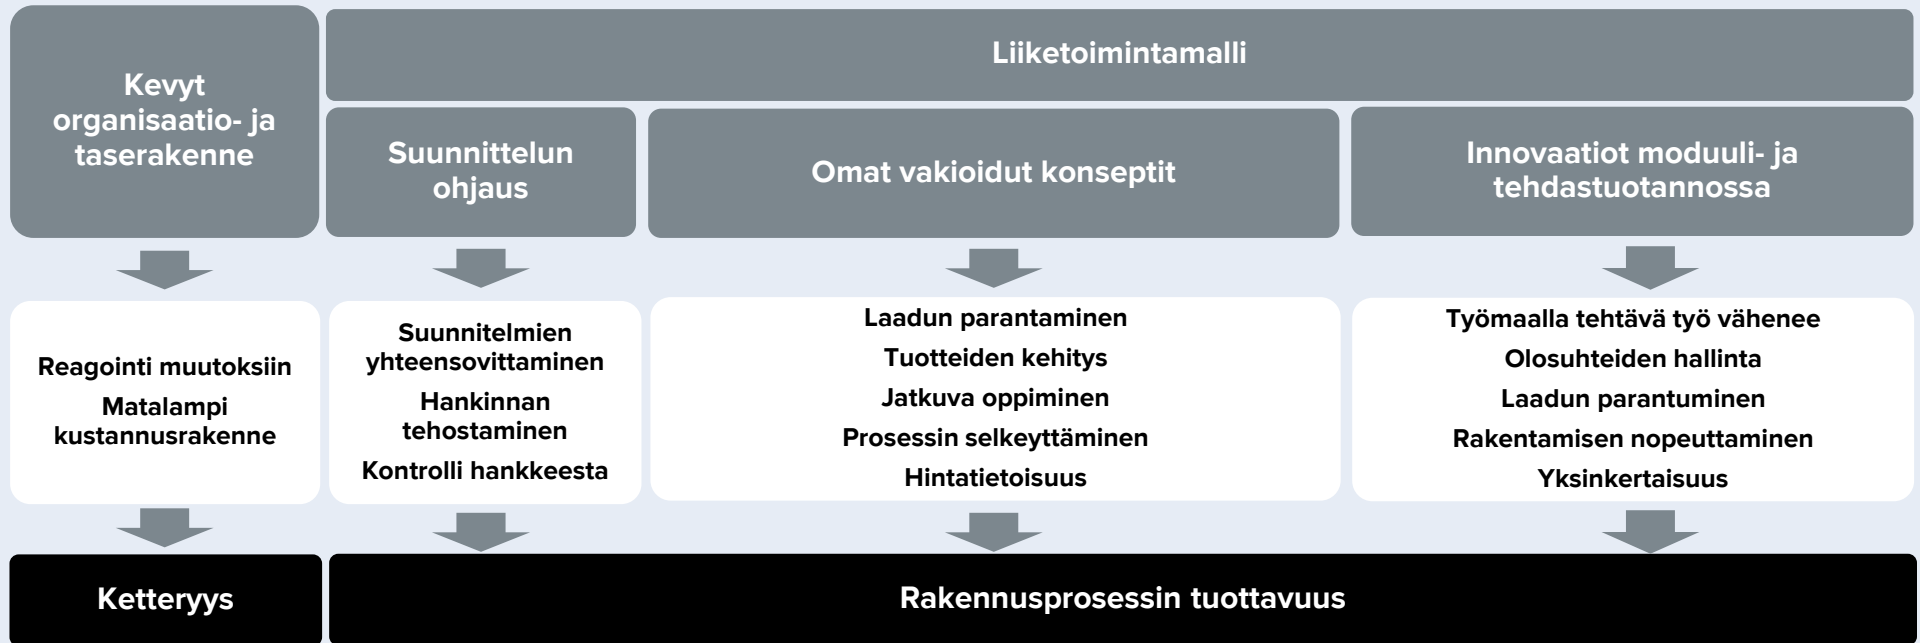 Kevyt
organisaatio- ja
taserakenne
Liiketoimintamalli
Suunnittelun
ohjaus
Omat vakioidut konseptit
Innovaatiot moduuli- ja
tehdastuotannossa
Reagointi muutoksiin
Matalampi
kustannusrakenne
Suunnitelmien
yhteensovittaminen
Hankinnan
tehostaminen
Kontrolli hankkeesta
Laadun parantaminen
Tuotteiden kehitys
Jatkuva oppiminen
Prosessin selkeyttäminen
Hintatietoisuus
Työmaalla tehtävä työ vähenee
Olosuhteiden hallinta
Laadun parantuminen
Rakentamisen nopeuttaminen
Yksinkertaisuus
Ketteryys
Rakennusprosessin tuottavuus